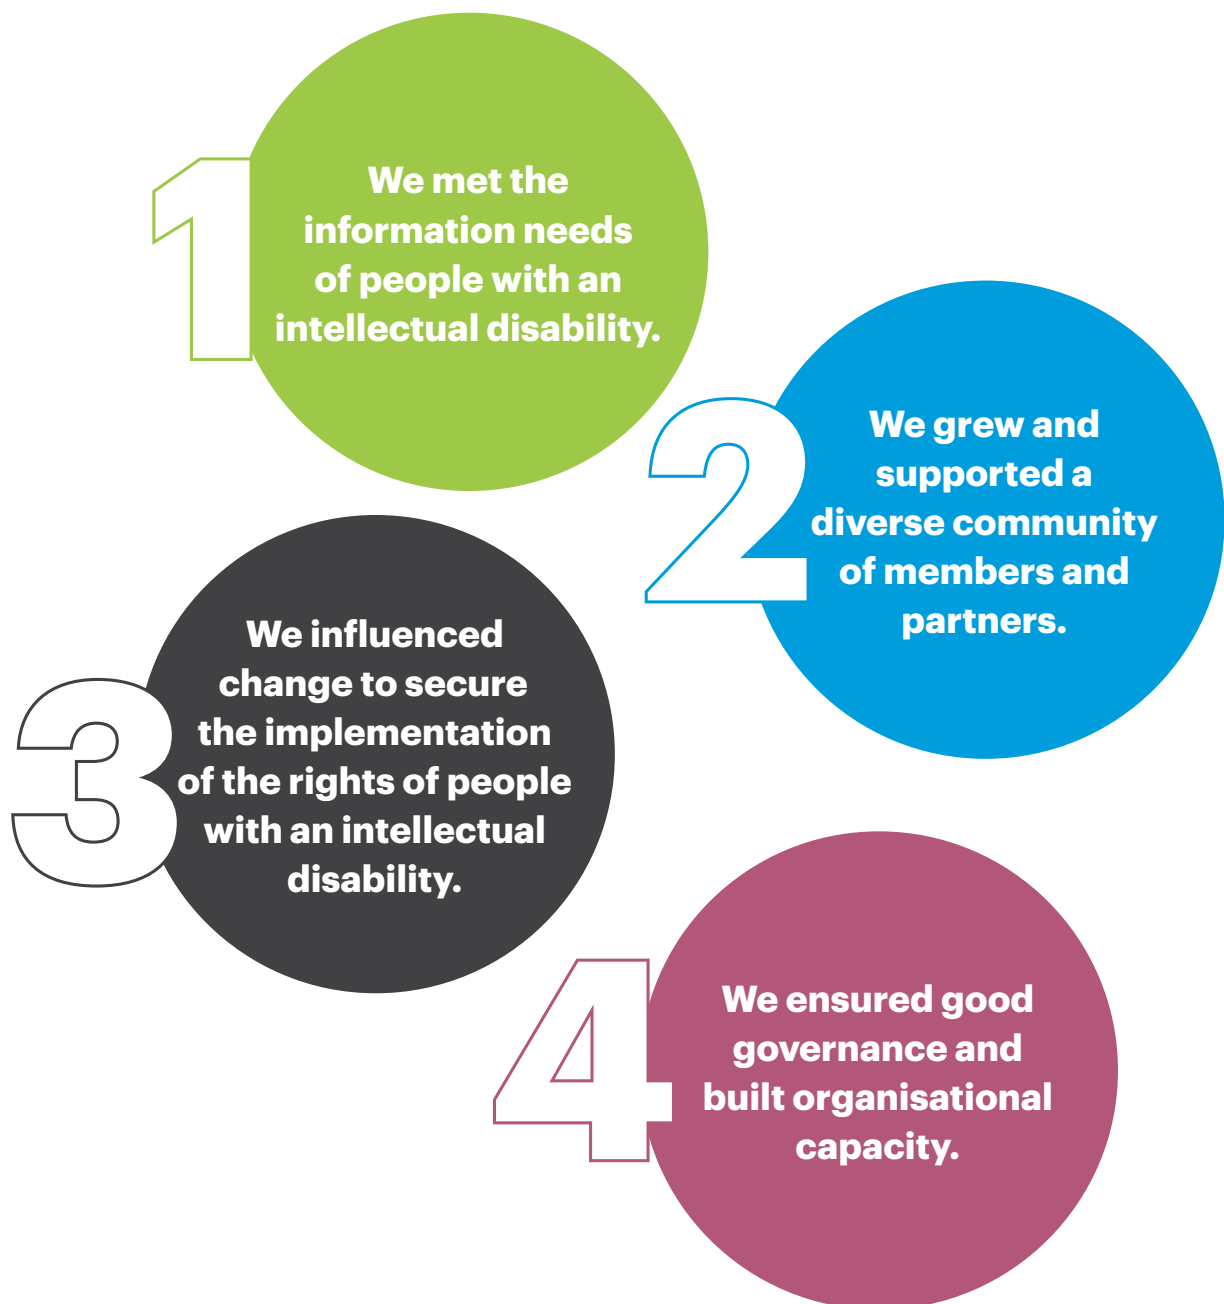 1
We met the
information needs
of people with an
intellectual disability.
2
We grew and
supported a
diverse community
of members and
partners.
3
We influenced
change to secure
the implementation
of the rights of people
with an intellectual
disability.
4
We ensured good
governance and
built organisational
capacity.